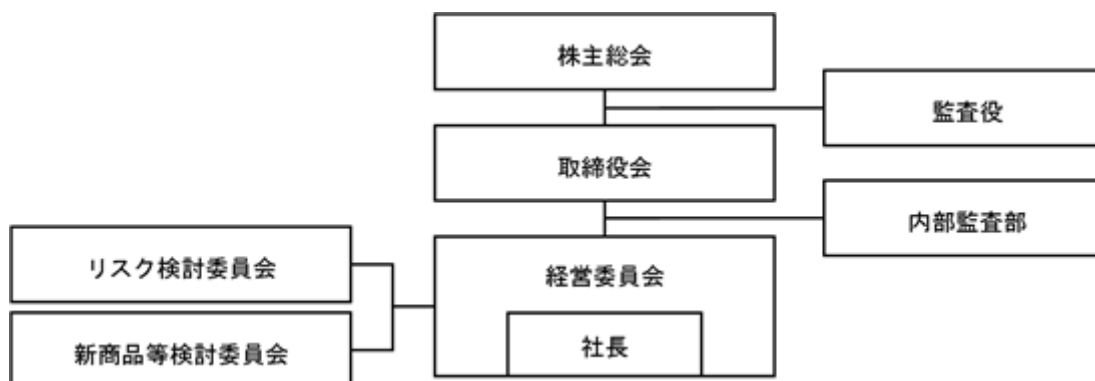 株主総会
監査役
取締役会
内部監査部
リスク検討委員会
経営委員会
社長
新商品等検討委員会